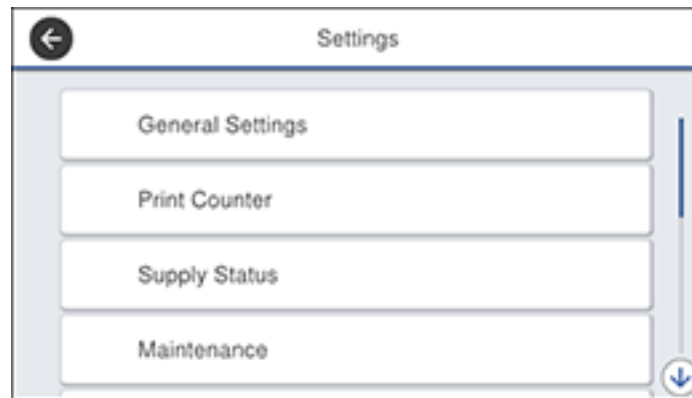 Settings
General Settings
Print Counter
Supply Status
Maintenance